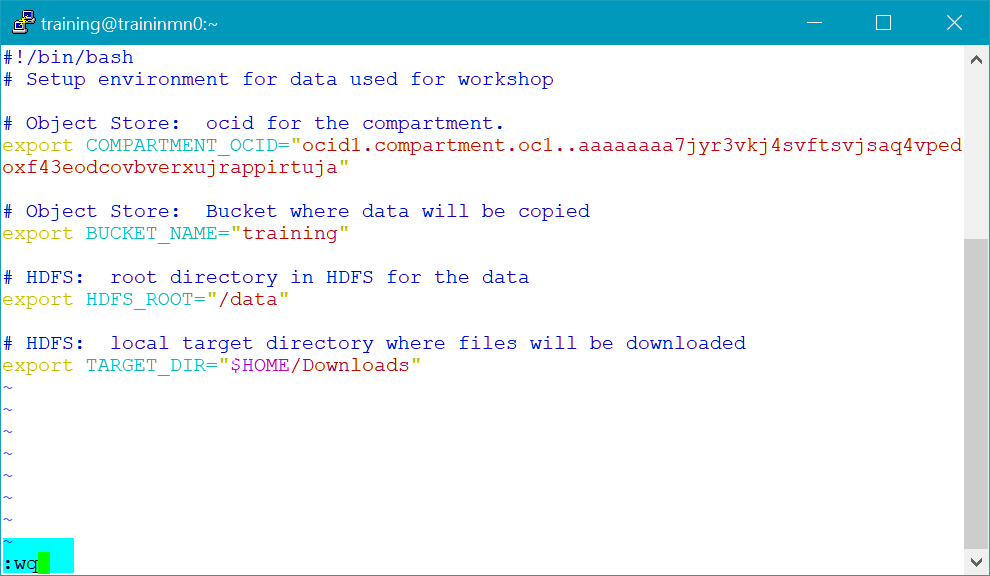 training@traininmn0:~
#!/bin/bash
# Setup environment for data used for workshop
# Object Store:  ocid for the compartment.
export COMPARTMENT_OCID="ocid1.compartment.oc1..aaaaaaaa7jyr3vkj4svftsvjsaq4vped
oxf43eodcovbverxujrappirtuja"
# Object Store:  Bucket where data will be copied
export BUCKET_NAME="training"
# HDFS:  root directory in HDFS for the data
export HDFS_ROOT="/data"
# HDFS:  local target directory where files will be downloaded
export TARGET_DIR="$HOME/Downloads"
~
~
~
~
~
~
~
~
:wq